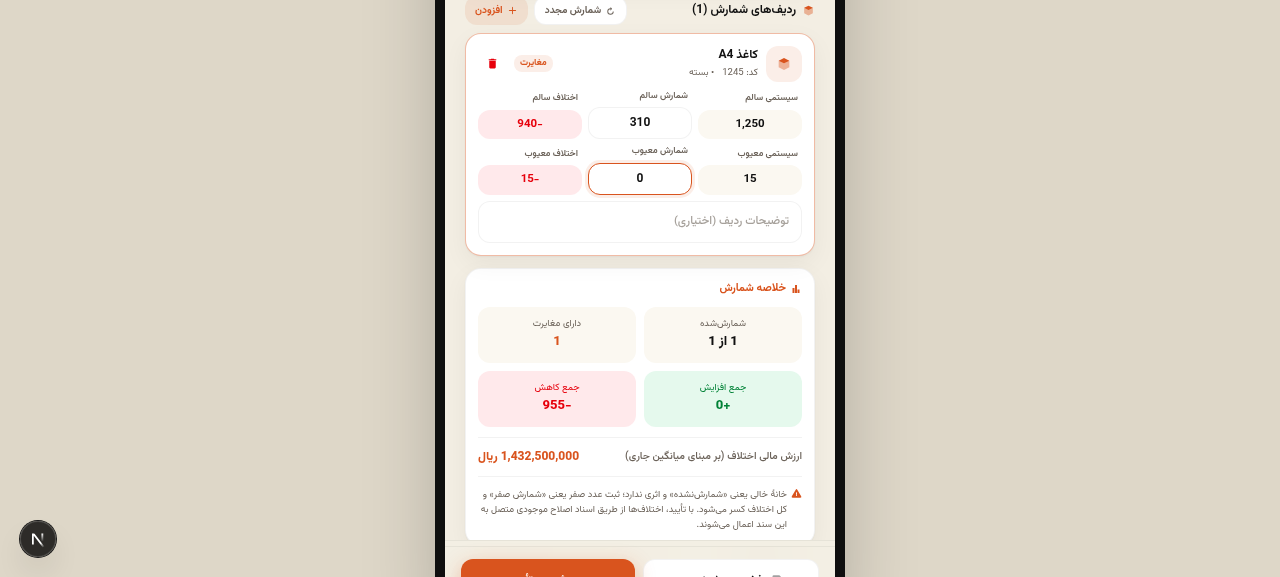 ردیف‌های شمارش (1)
شمارش مجدد
افزودن
کاغذ A4
کد: 1245 • بسته
مغایرت
سیستمی سالم
شمارش سالم
اختلاف سالم
1,250
310
-940
سیستمی معیوب
شمارش معیوب
اختلاف معیوب
15
0
-15
توضیحات ردیف (اختیاری)
خلاصه شمارش
شمارش‌شده
1 از 1
دارای مغایرت
1
جمع افزایش
+0
جمع کاهش
-955
ارزش مالی اختلاف (بر مبنای میانگین جاری)
1,432,500,000 ریال
خانهٔ خالی یعنی «شمارش‌نشده» و اثری ندارد؛ ثبت عدد صفر یعنی «شمارش صفر» و
کل اختلاف کسر می‌شود. با تأیید، اختلاف‌ها از طریق اسناد اصلاح موجودی متصل به
این سند اعمال می‌شوند.
N